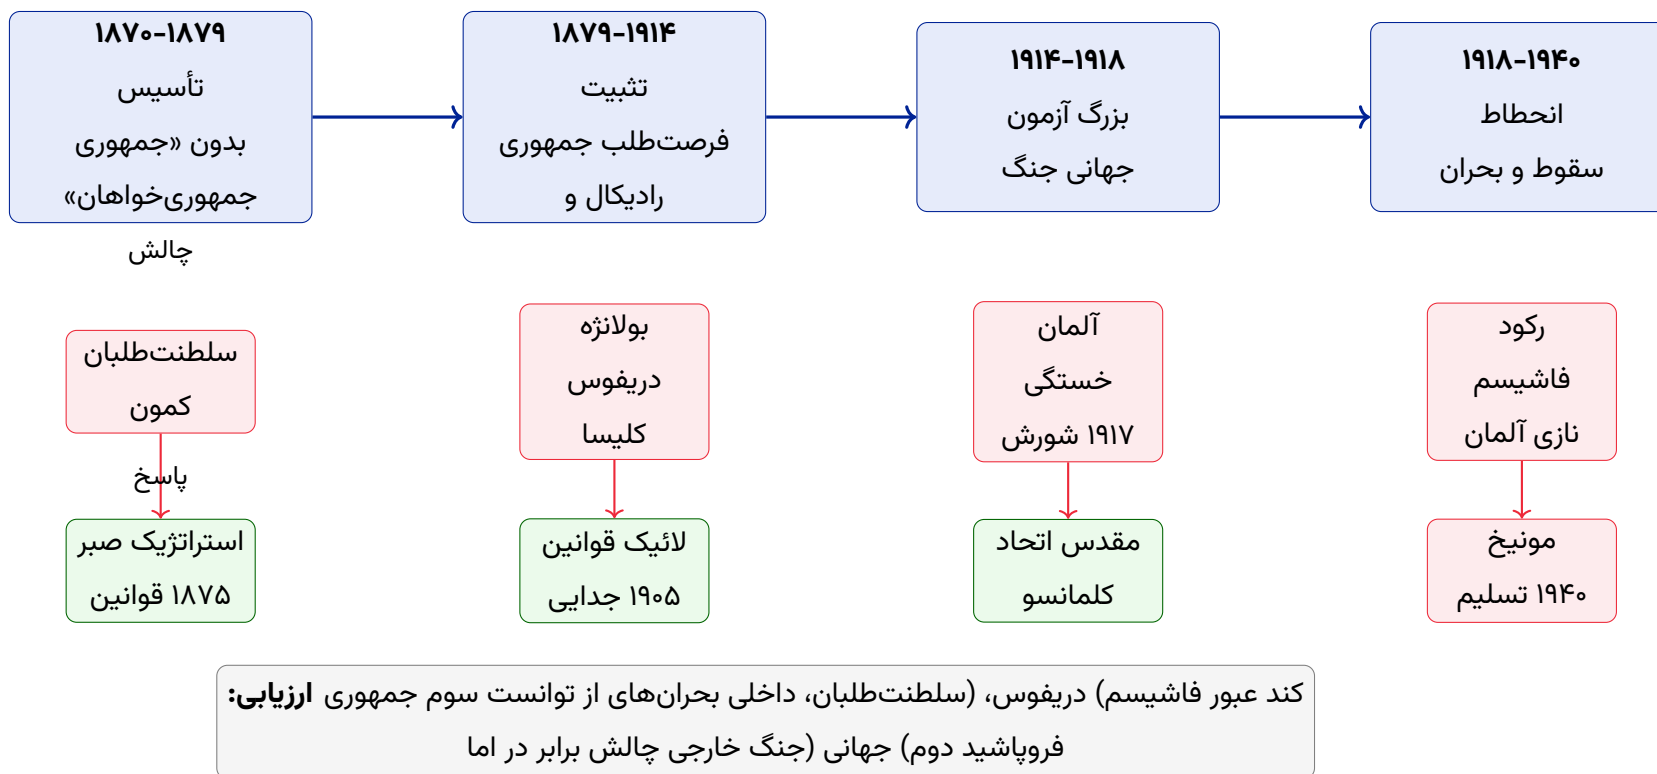 ۱۸۷۰–۱۸۷۹
تأسیس
بدون «جمهوری
جمهوری‌خواهان»
۱۸۷۹–۱۹۱۴
تثبیت
فرصت‌طلب جمهوری
رادیکال و
۱۹۱۴–۱۹۱۸
بزرگ آزمون
جهانی جنگ
۱۹۱۸–۱۹۴۰
انحطاط
سقوط و بحران
چالش
سلطنت‌طلبان
کمون
بولانژه
دریفوس
کلیسا
آلمان
خستگی
۱۹۱۷ شورش
رکود
فاشیسم
نازی آلمان
پاسخ
استراتژیک صبر
۱۸۷۵ قوانین
لائیک قوانین
۱۹۰۵ جدایی
مقدس اتحاد
کلمانسو
مونیخ
۱۹۴۰ تسلیم
کند عبور فاشیسم) دریفوس، (سلطنت‌طلبان، داخلی بحران‌های از توانست سوم جمهوری ارزیابی:
فروپاشید دوم) جهانی (جنگ خارجی چالش برابر در اما